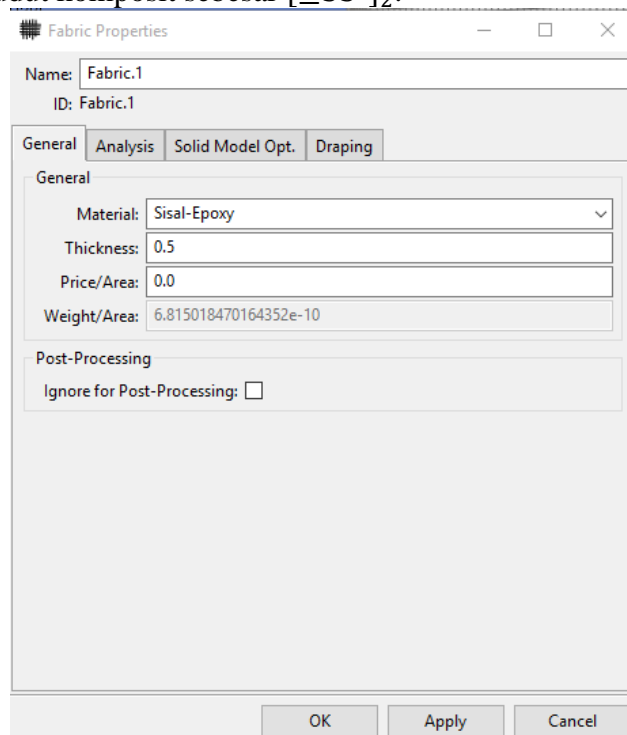 komposit sebesar [
Fabric Properties
Name: Fabric.1
ID: Fabric.1
General Analysis Solid Model Opt. Draping
General
Material: Sisal-Epoxy
Thickness: 0.5
Price/Area: 0.0
Weight/Area: 6.815018470164352e-10
Post-Processing
Ignore for Post-Processing:
OK Apply Cancel